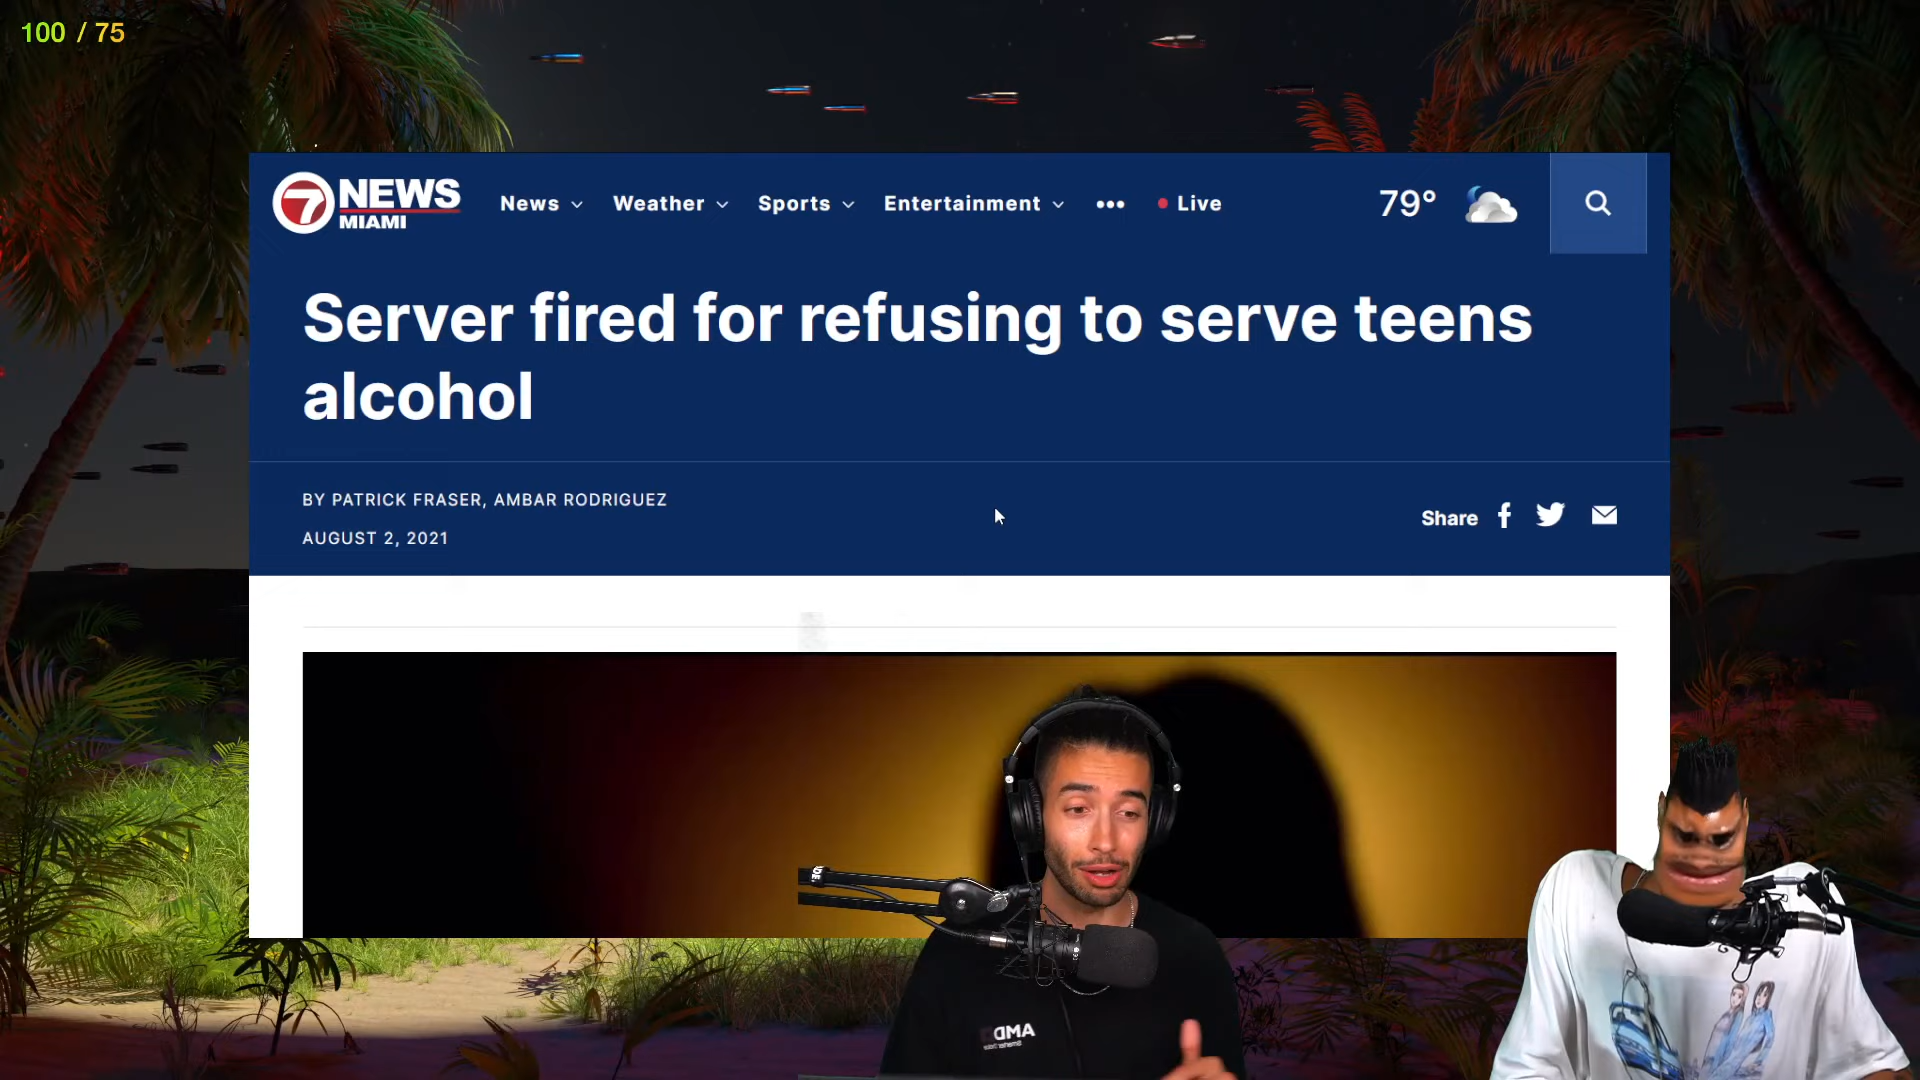 100 / 75
7 NEWS
MIAMI
News Weather Sports Entertainment ••• Live 79°
Server fired for refusing to serve teens
alcohol
BY PATRICK FRASER, AMBAR RODRIGUEZ
AUGUST 2, 2021
Share
AMD